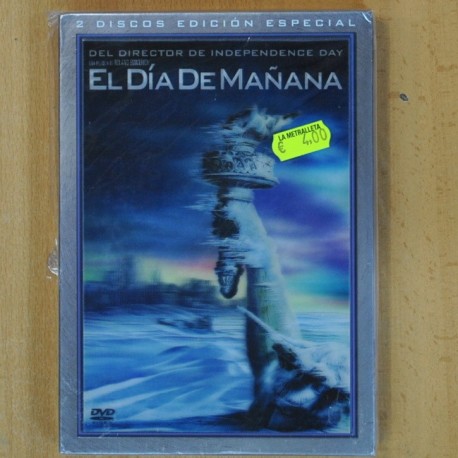 2 DISCOS EDICIÓN ESPECIAL
DEL DIRECTOR DE INDEPENDENCE DAY
EL DÍA DE MAÑANA
LA METRALLETA
€ 4,00
DVD